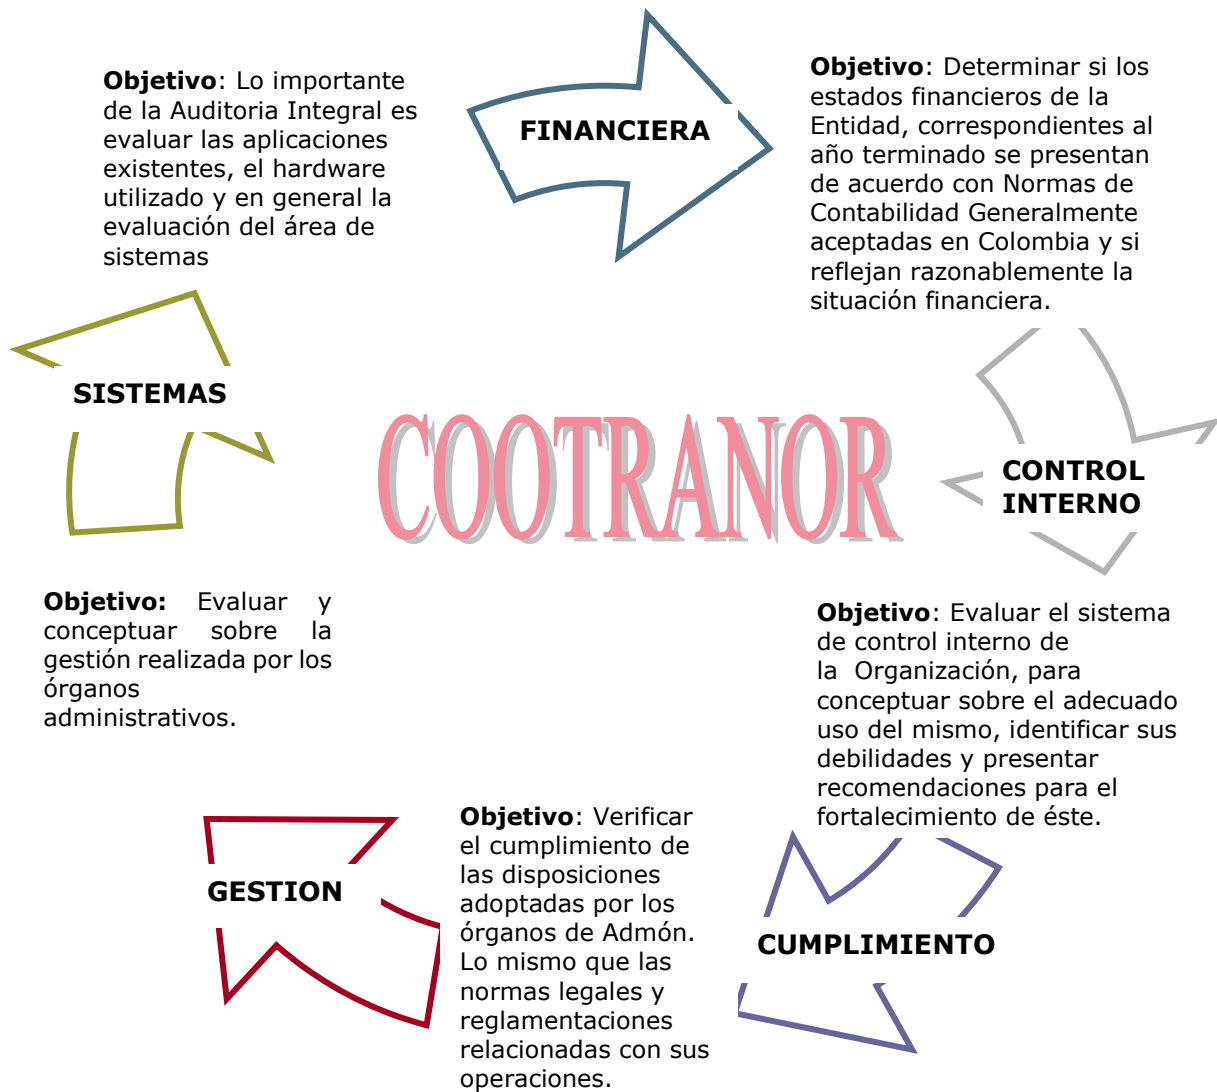 Objetivo: Lo importante
de la Auditoria Integral es
evaluar las aplicaciones
existentes, el hardware
utilizado y en general la
evaluación del área de
sistemas
FINANCIERA
Objetivo: Determinar si los
estados financieros de la
Entidad, correspondientes al
año terminado se presentan
de acuerdo con Normas de
Contabilidad Generalmente
aceptadas en Colombia y si
reflejan razonablemente la
situación financiera.
SISTEMAS
COOTRANOR
CONTROL
INTERNO
Objetivo: Evaluar y
conceptuar sobre la
gestión realizada por los
órganos
administrativos.
Objetivo: Evaluar el sistema
de control interno de
la Organización, para
conceptuar sobre el adecuado
uso del mismo, identificar sus
debilidades y presentar
recomendaciones para el
fortalecimiento de éste.
GESTION
Objetivo: Verificar
el cumplimiento de
las disposiciones
adoptadas por los
órganos de Admón.
Lo mismo que las
normas legales y
reglamentaciones
relacionadas con sus
operaciones.
CUMPLIMIENTO